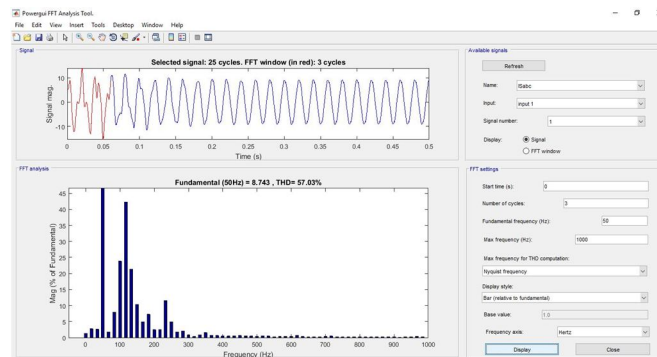 Powergui FFT Analysis Tool.
File Edit View Insert Tools Desktop Window Help
Signal
Selected signal: 25 cycles. FFT window (in red): 3 cycles
Signal mag.
10
0
-10
0 0.05 0.1 0.15 0.2 0.25 0.3 0.35 0.4 0.45 0.5
Time (s)
FFT analysis
Fundamental (50Hz) = 8.743 , THD= 57.03%
Mag (% of Fundamental)
45
40
35
30
25
20
15
10
5
0
0 100 200 300 400 500 600 700 800 900 1000
Frequency (Hz)
Available signals
Refresh
Name: ISabc
Input: input 1
Signal number: 1
Display: Signal
FFT window
FFT settings
Start time (s): 0
Number of cycles: 3
Fundamental frequency (Hz): 50
Max frequency (Hz): 1000
Max frequency for THD computation:
Nyquist frequency
Display style:
Bar (relative to fundamental)
Base value: 1.0
Frequency axis: Hertz
Display Close